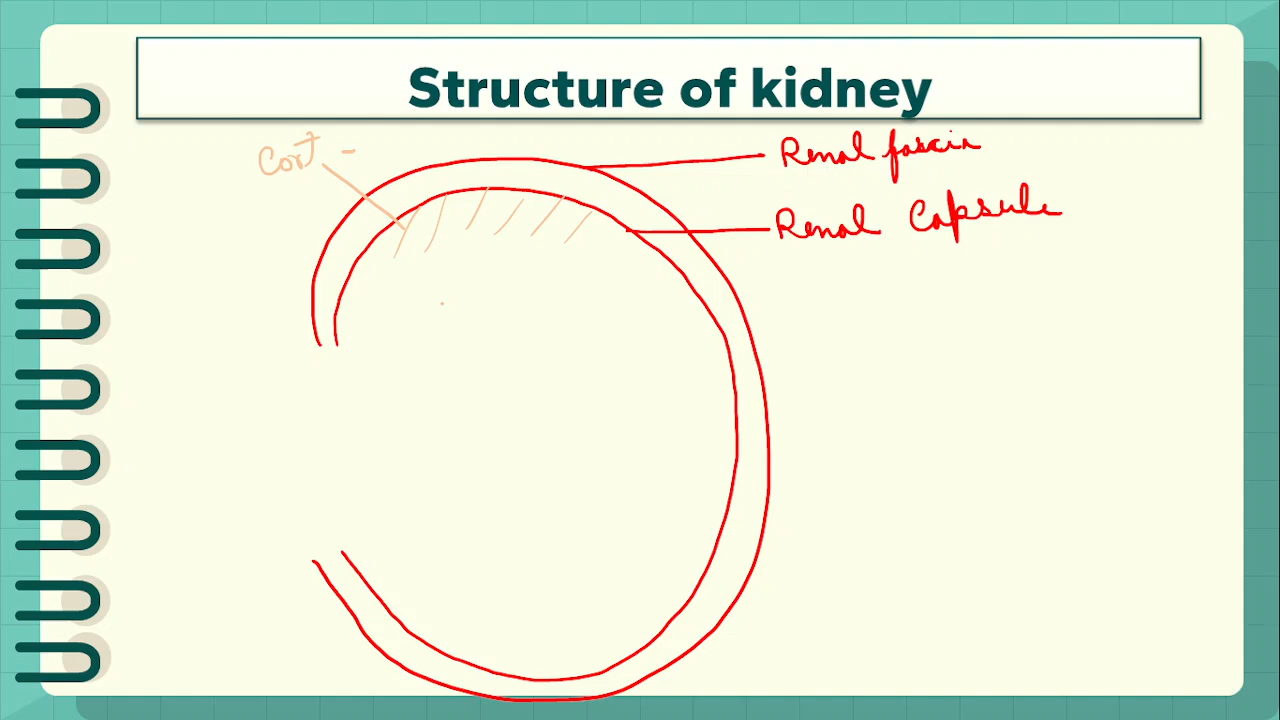 Structure of kidney
Cort -
Renal fascia
Renal Capsule